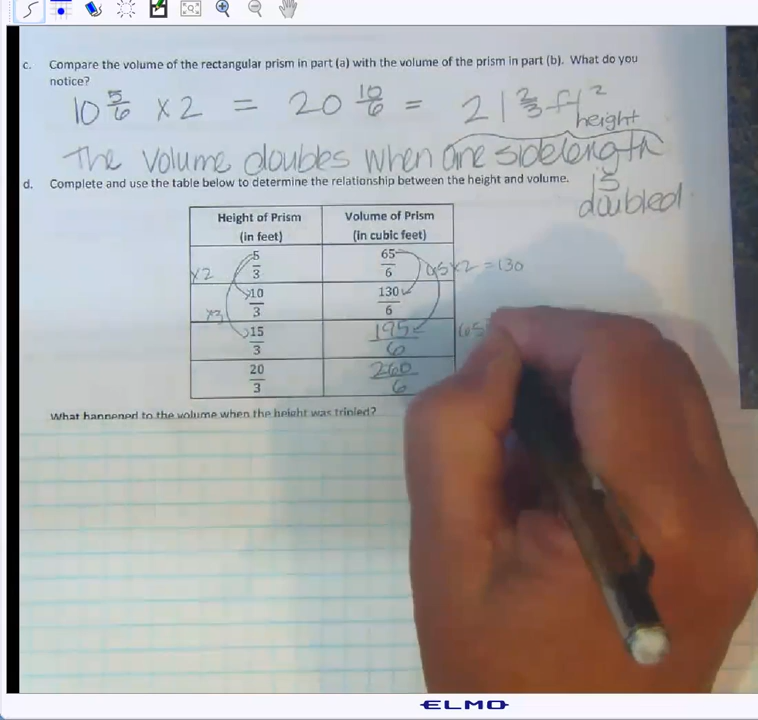 c. Compare the volume of the rectangular prism in part (a) with the volume of the prism in part (b). What do you
notice?
10 5/6 x 2 = 20 10/6 = 21 2/3 ft²
height
The volume doubles when one side length
is
doubled
d. Complete and use the table below to determine the relationship between the height and volume.
Height of Prism Volume of Prism
(in feet) (in cubic feet)
5/3 65/6 65x2 = 130
x2
10/3 130/6
x3
15/3 195/6 65
20/3 260/6
What happened to the volume when the height was tripled?
ELMO